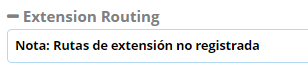 Extension Routing
Nota: Rutas de extensión no registrada